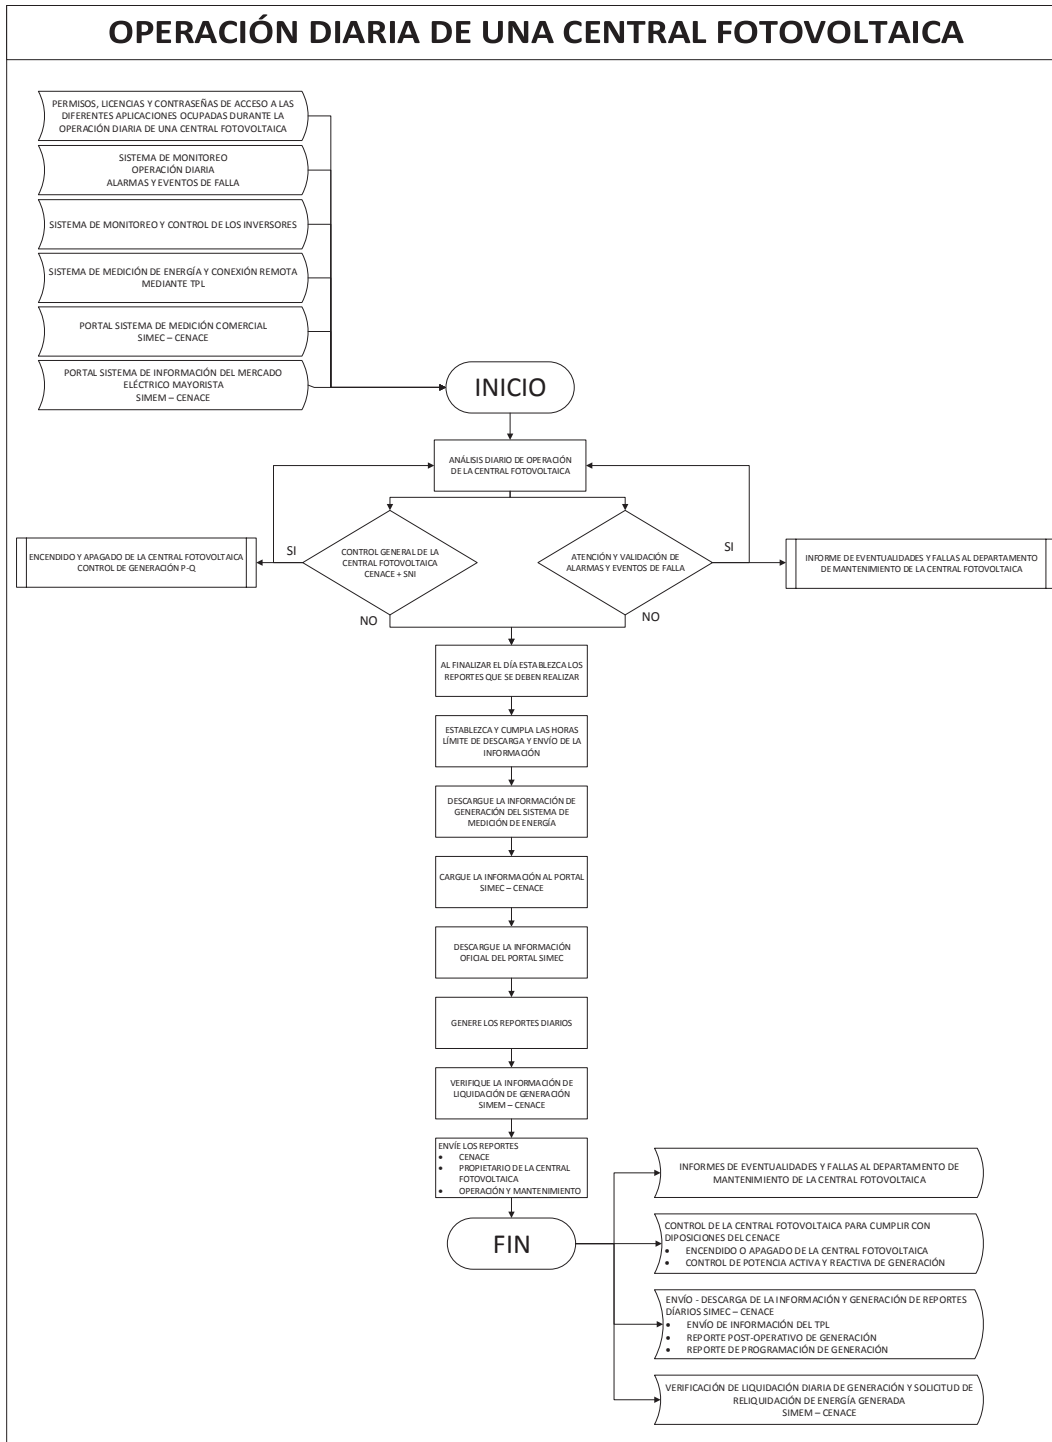 OPERACIÓN DIARIA DE UNA CENTRAL FOTOVOLTAICA
PERMISOS, LICENCIAS Y CONTRASEÑAS DE ACCESO A LAS
DIFERENTES APLICACIONES OCUPADAS DURANTE LA
OPERACIÓN DIARIA DE UNA CENTRAL FOTOVOLTAICA
SISTEMA DE MONITOREO
OPERACIÓN DIARIA
ALARMAS Y EVENTOS DE FALLA
SISTEMA DE MONITOREO Y CONTROL DE LOS INVERSORES
SISTEMA DE MEDICIÓN DE ENERGÍA Y CONEXIÓN REMOTA
MEDIANTE TPL
PORTAL SISTEMA DE MEDICIÓN COMERCIAL
SIMEC – CENACE
PORTAL SISTEMA DE INFORMACIÓN DEL MERCADO
ELÉCTRICO MAYORISTA
SIMEM – CENACE
INICIO
ANÁLISIS DIARIO DE OPERACIÓN
DE LA CENTRAL FOTOVOLTAICA
ENCENDIDO Y APAGADO DE LA CENTRAL FOTOVOLTAICA
CONTROL DE GENERACIÓN P-Q
SI
CONTROL GENERAL DE LA
CENTRAL FOTOVOLTAICA
CENACE + SNI
NO
ATENCIÓN Y VALIDACIÓN DE
ALARMAS Y EVENTOS DE FALLA
SI
NO
INFORME DE EVENTUALIDADES Y FALLAS AL DEPARTAMENTO
DE MANTENIMIENTO DE LA CENTRAL FOTOVOLTAICA
AL FINALIZAR EL DÍA ESTABLEZCA LOS
REPORTES QUE SE DEBEN REALIZAR
ESTABLEZCA Y CUMPLA LAS HORAS
LÍMITE DE DESCARGA Y ENVÍO DE LA
INFORMACIÓN
DESCARGUE LA INFORMACIÓN DE
GENERACIÓN DEL SISTEMA DE
MEDICIÓN DE ENERGÍA
CARGUE LA INFORMACIÓN AL PORTAL
SIMEC – CENACE
DESCARGUE LA INFORMACIÓN
OFICIAL DEL PORTAL SIMEC
GENERE LOS REPORTES DIARIOS
VERIFIQUE LA INFORMACIÓN DE
LIQUIDACIÓN DE GENERACIÓN
SIMEM – CENACE
ENVÍE LOS REPORTES
• CENACE
• PROPIETARIO DE LA CENTRAL
FOTOVOLTAICA
• OPERACIÓN Y MANTENIMIENTO
FIN
INFORMES DE EVENTUALIDADES Y FALLAS AL DEPARTAMENTO DE
MANTENIMIENTO DE LA CENTRAL FOTOVOLTAICA
CONTROL DE LA CENTRAL FOTOVOLTAICA PARA CUMPLIR CON
DIPOSICIONES DEL CENACE
• ENCENDIDO O APAGADO DE LA CENTRAL FOTOVOLTAICA
• CONTROL DE POTENCIA ACTIVA Y REACTIVA DE GENERACIÓN
ENVÍO - DESCARGA DE LA INFORMACIÓN Y GENERACIÓN DE REPORTES
DÍARIOS SIMEC – CENACE
• ENVÍO DE INFORMACIÓN DEL TPL
• REPORTE POST-OPERATIVO DE GENERACIÓN
• REPORTE DE PROGRAMACIÓN DE GENERACIÓN
VERIFICACIÓN DE LIQUIDACIÓN DIARIA DE GENERACIÓN Y SOLICITUD DE
RELIQUIDACIÓN DE ENERGÍA GENERADA
SIMEM – CENACE